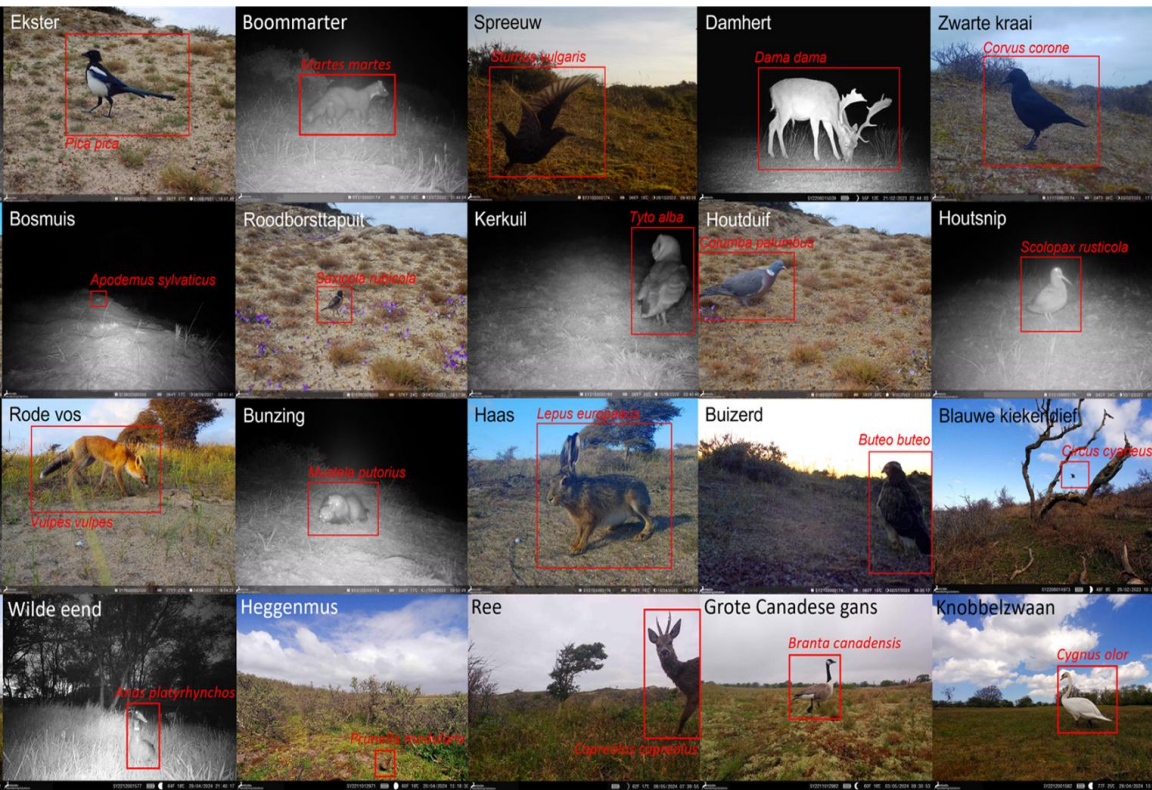 Ekster
Pica pica
Boommarter
Martes martes
Spreeuw
Sturnus vulgaris
Damhert
Dama dama
Zwarte kraai
Corvus corone
Bosmuis
Apodemus sylvaticus
Roodborsttapuit
Saxicola rubicola
Kerkuil
Tyto alba
Houtduif
Columba palumbus
Houtsnip
Scolopax rusticola
Rode vos
Vulpes vulpes
Bunzing
Mustela putorius
Haas
Lepus europaeus
Buizerd
Buteo buteo
Blauwe kiekendief
Circus cyaneus
Wilde eend
Anas platyrhynchos
Heggenmus
Prunella modularis
Ree
Capreolus capreolus
Grote Canadese gans
Branta canadensis
Knobbelzwaan
Cygnus olor